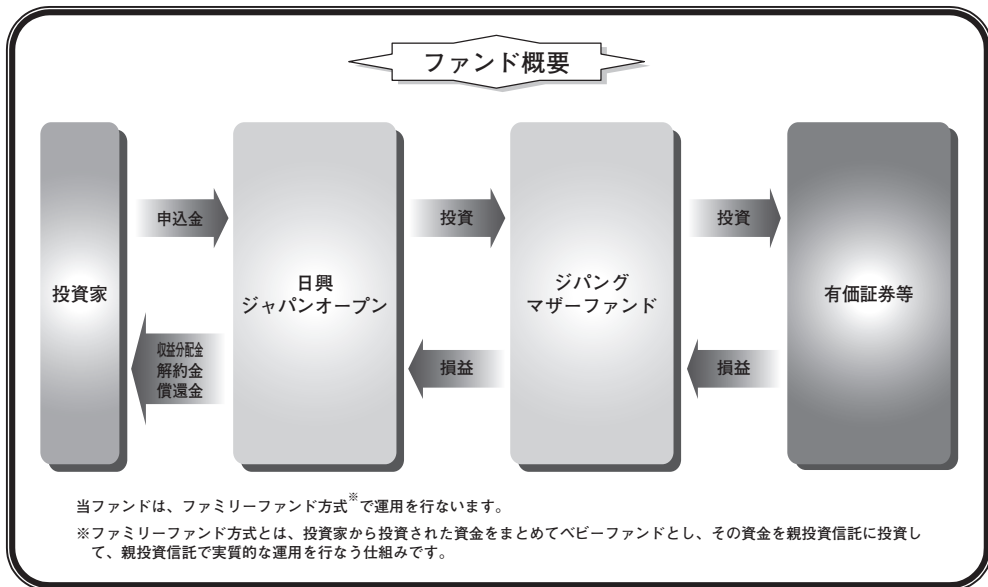 ファンド概要
投資家
申込金
収益分配金
解約金
償還金
日興
ジャパンオープン
投資
損益
ジパング
マザーファンド
投資
損益
有価証券等
当ファンドは、ファミリーファンド方式※で運用を行ないます。
※ファミリーファンド方式とは、投資家から投資された資金をまとめてベビーファンドとし、その資金を親投資信託に投資し
て、親投資信託で実質的な運用を行なう仕組みです。